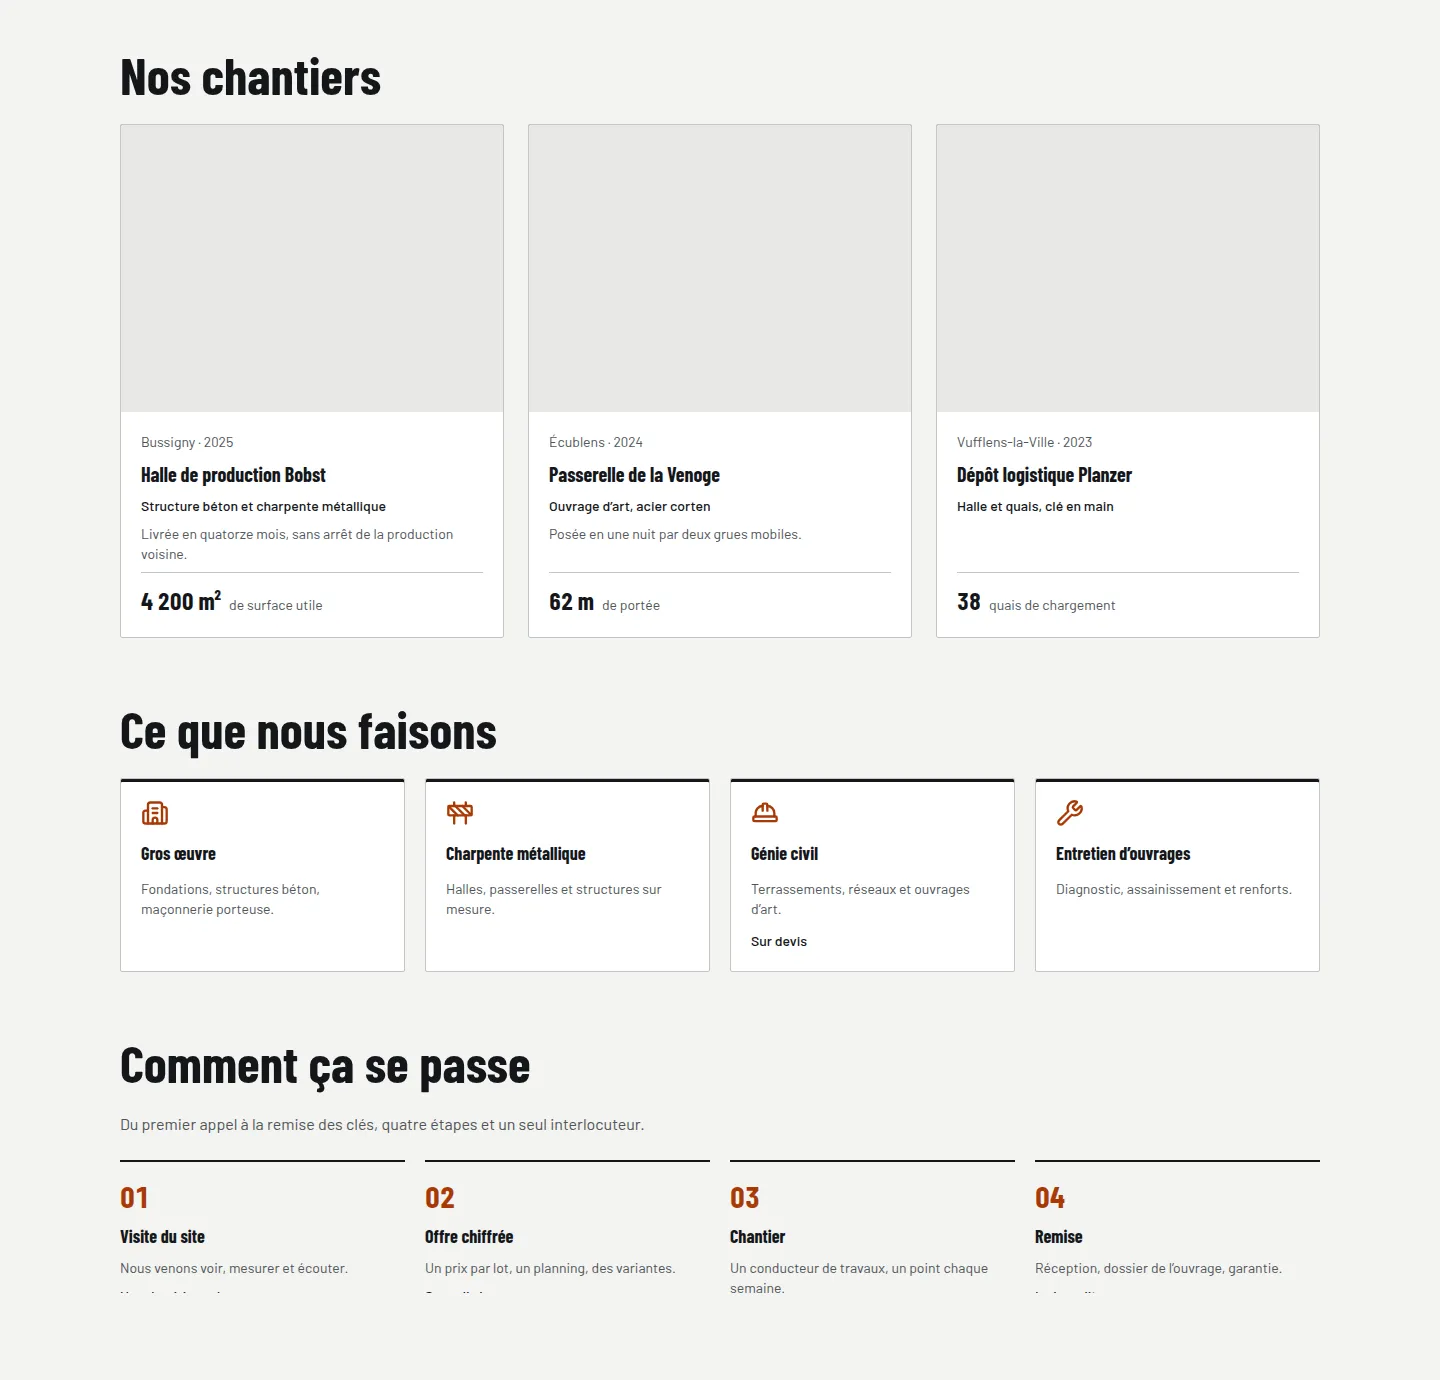 Nos chantiers
Bussigny · 2025
Halle de production Bobst
Structure béton et charpente métallique
Livrée en quatorze mois, sans arrêt de la production
voisine.
4 200 m² de surface utile
Écublens · 2024
Passerelle de la Venoge
Ouvrage d’art, acier corten
Posée en une nuit par deux grues mobiles.
62 m de portée
Vufflens-la-Ville · 2023
Dépôt logistique Planzer
Halle et quais, clé en main
38 quais de chargement
Ce que nous faisons
Gros œuvre
Fondations, structures béton,
maçonnerie porteuse.
Charpente métallique
Halles, passerelles et structures sur
mesure.
Génie civil
Terrassements, réseaux et ouvrages
d’art.
Sur devis
Entretien d’ouvrages
Diagnostic, assainissement et renforts.
Comment ça se passe
Du premier appel à la remise des clés, quatre étapes et un seul interlocuteur.
01
Visite du site
Nous venons voir, mesurer et écouter.
02
Offre chiffrée
Un prix par lot, un planning, des variantes.
03
Chantier
Un conducteur de travaux, un point chaque
semaine.
04
Remise
Réception, dossier de l’ouvrage, garantie.